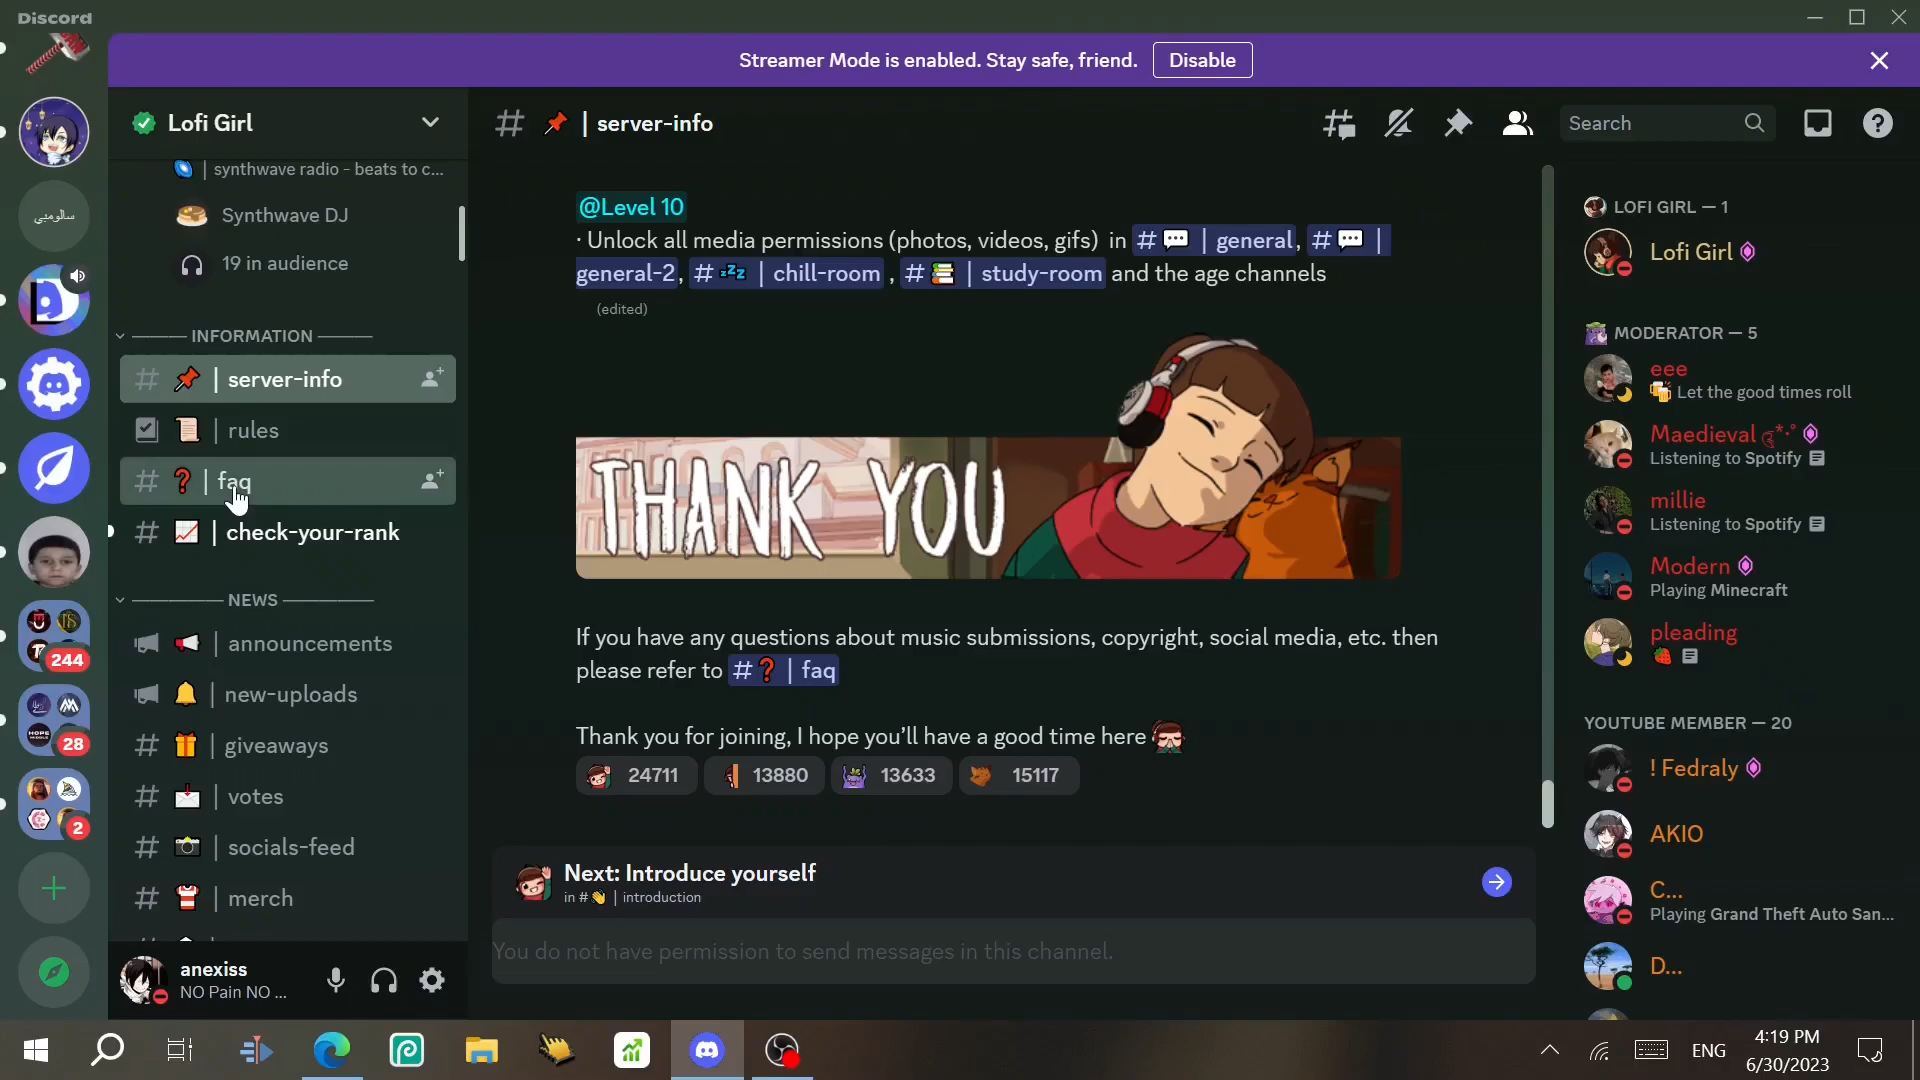 Discord
Streamer Mode is enabled. Stay safe, friend.
Disable
سالومبي
244
28
2
Lofi Girl
| synthwave radio - beats to c...
Synthwave DJ
19 in audience
INFORMATION
# | server-info
| rules
# ❓ | faq
# | check-your-rank
NEWS
| announcements
| new-uploads
# | giveaways
# | votes
# | socials-feed
# | merch
anexiss
NO Pain NO ...
# | server-info
Search
@Level 10
· Unlock all media permissions (photos, videos, gifs) in # | general, # |
general-2, # 💤 | chill-room , # | study-room and the age channels
(edited)
THANK YOU
If you have any questions about music submissions, copyright, social media, etc. then
please refer to # ❓ | faq
Thank you for joining, I hope you'll have a good time here
24711
13880
13633
15117
Next: Introduce yourself
in # | introduction
You do not have permission to send messages in this channel.
LOFI GIRL — 1
Lofi Girl
MODERATOR — 5
eee
Let the good times roll
Maedieval
Listening to Spotify
millie
Listening to Spotify
Modern
Playing Minecraft
pleading
YOUTUBE MEMBER — 20
! Fedraly
AKIO
C...
Playing Grand Theft Auto San...
D...
ENG
4:19 PM
6/30/2023